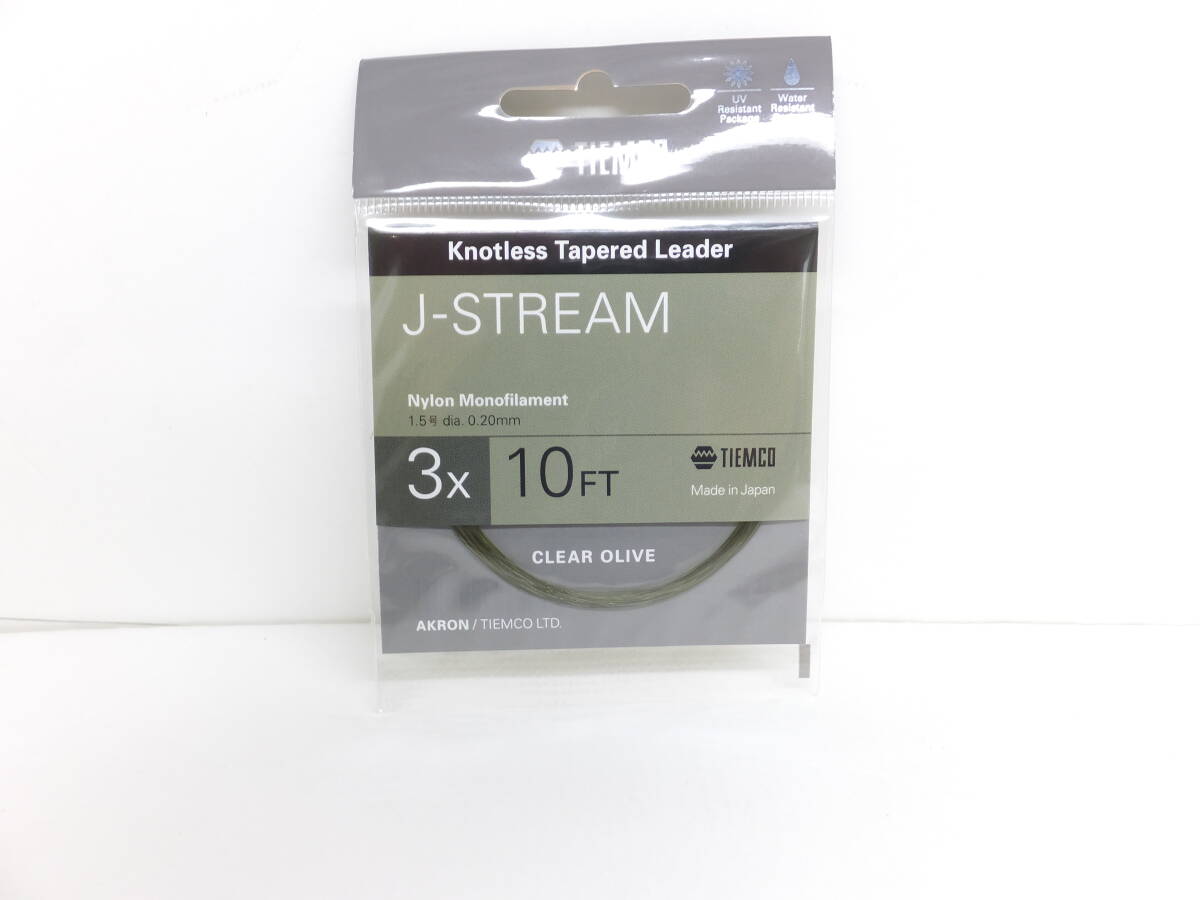 UV
Resistant
Package
Water
Resistant
TIEMCO
Knotless Tapered Leader
J-STREAM
Nylon Monofilament
1.5号 dia. 0.20mm
3X 10FT
TIEMCO
Made in Japan
CLEAR OLIVE
AKRON / TIEMCO LTD.